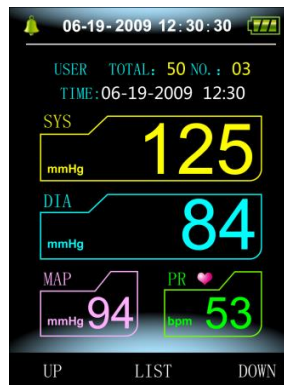 06-19-2009 12:30:30
USER TOTAL: 50 NO.: 03
TIME:06-19-2009 12:30
SYS
mmHg 125
DIA
mmHg 84
MAP PR
mmHg 94 bpm 53
UP LIST DOWN